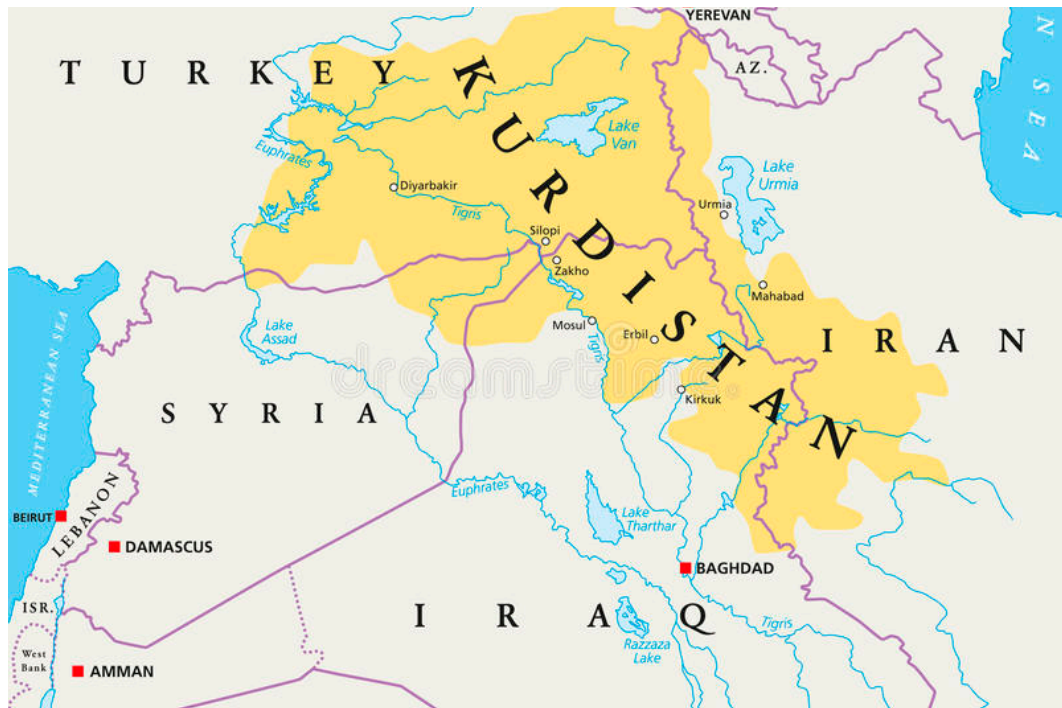 YEREVAN
N SEA
TURKEY
AZ.
KURDISTAN
Lake
Van
Euphrates
Lake
Urmia
Diyarbakir
Urmia
Tigris
Silopi
Zakho
Mahabad
Lake
Assad
Mosul
Tigris
Erbil
IRAN
MEDITERRANEAN SEA
dreamstime
SYRIA
Kirkuk
Euphrates
LEBANON
BEIRUT
Lake
Tharthar
DAMASCUS
BAGHDAD
ISR.
IRAQ
Tigris
West
Bank
Razzaza
Lake
AMMAN